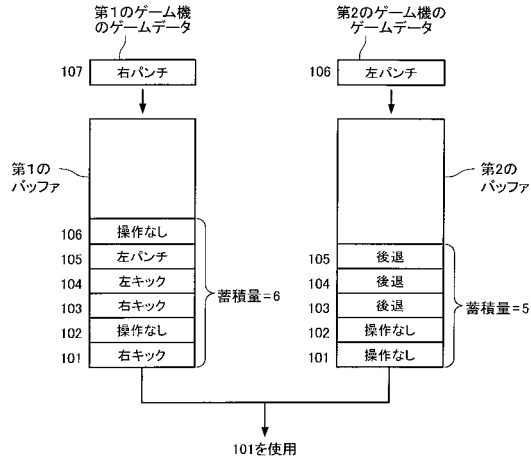 第1のゲーム機
のゲームデータ
第2のゲーム機の
ゲームデータ
107 右パンチ
106 左パンチ
第1の
バッファ
第2の
バッファ
106 操作なし
105 左パンチ
104 左キック
103 右キック
102 操作なし
101 右キック
蓄積量=6
105 後退
104 後退
103 後退
102 操作なし
101 操作なし
蓄積量=5
101を使用